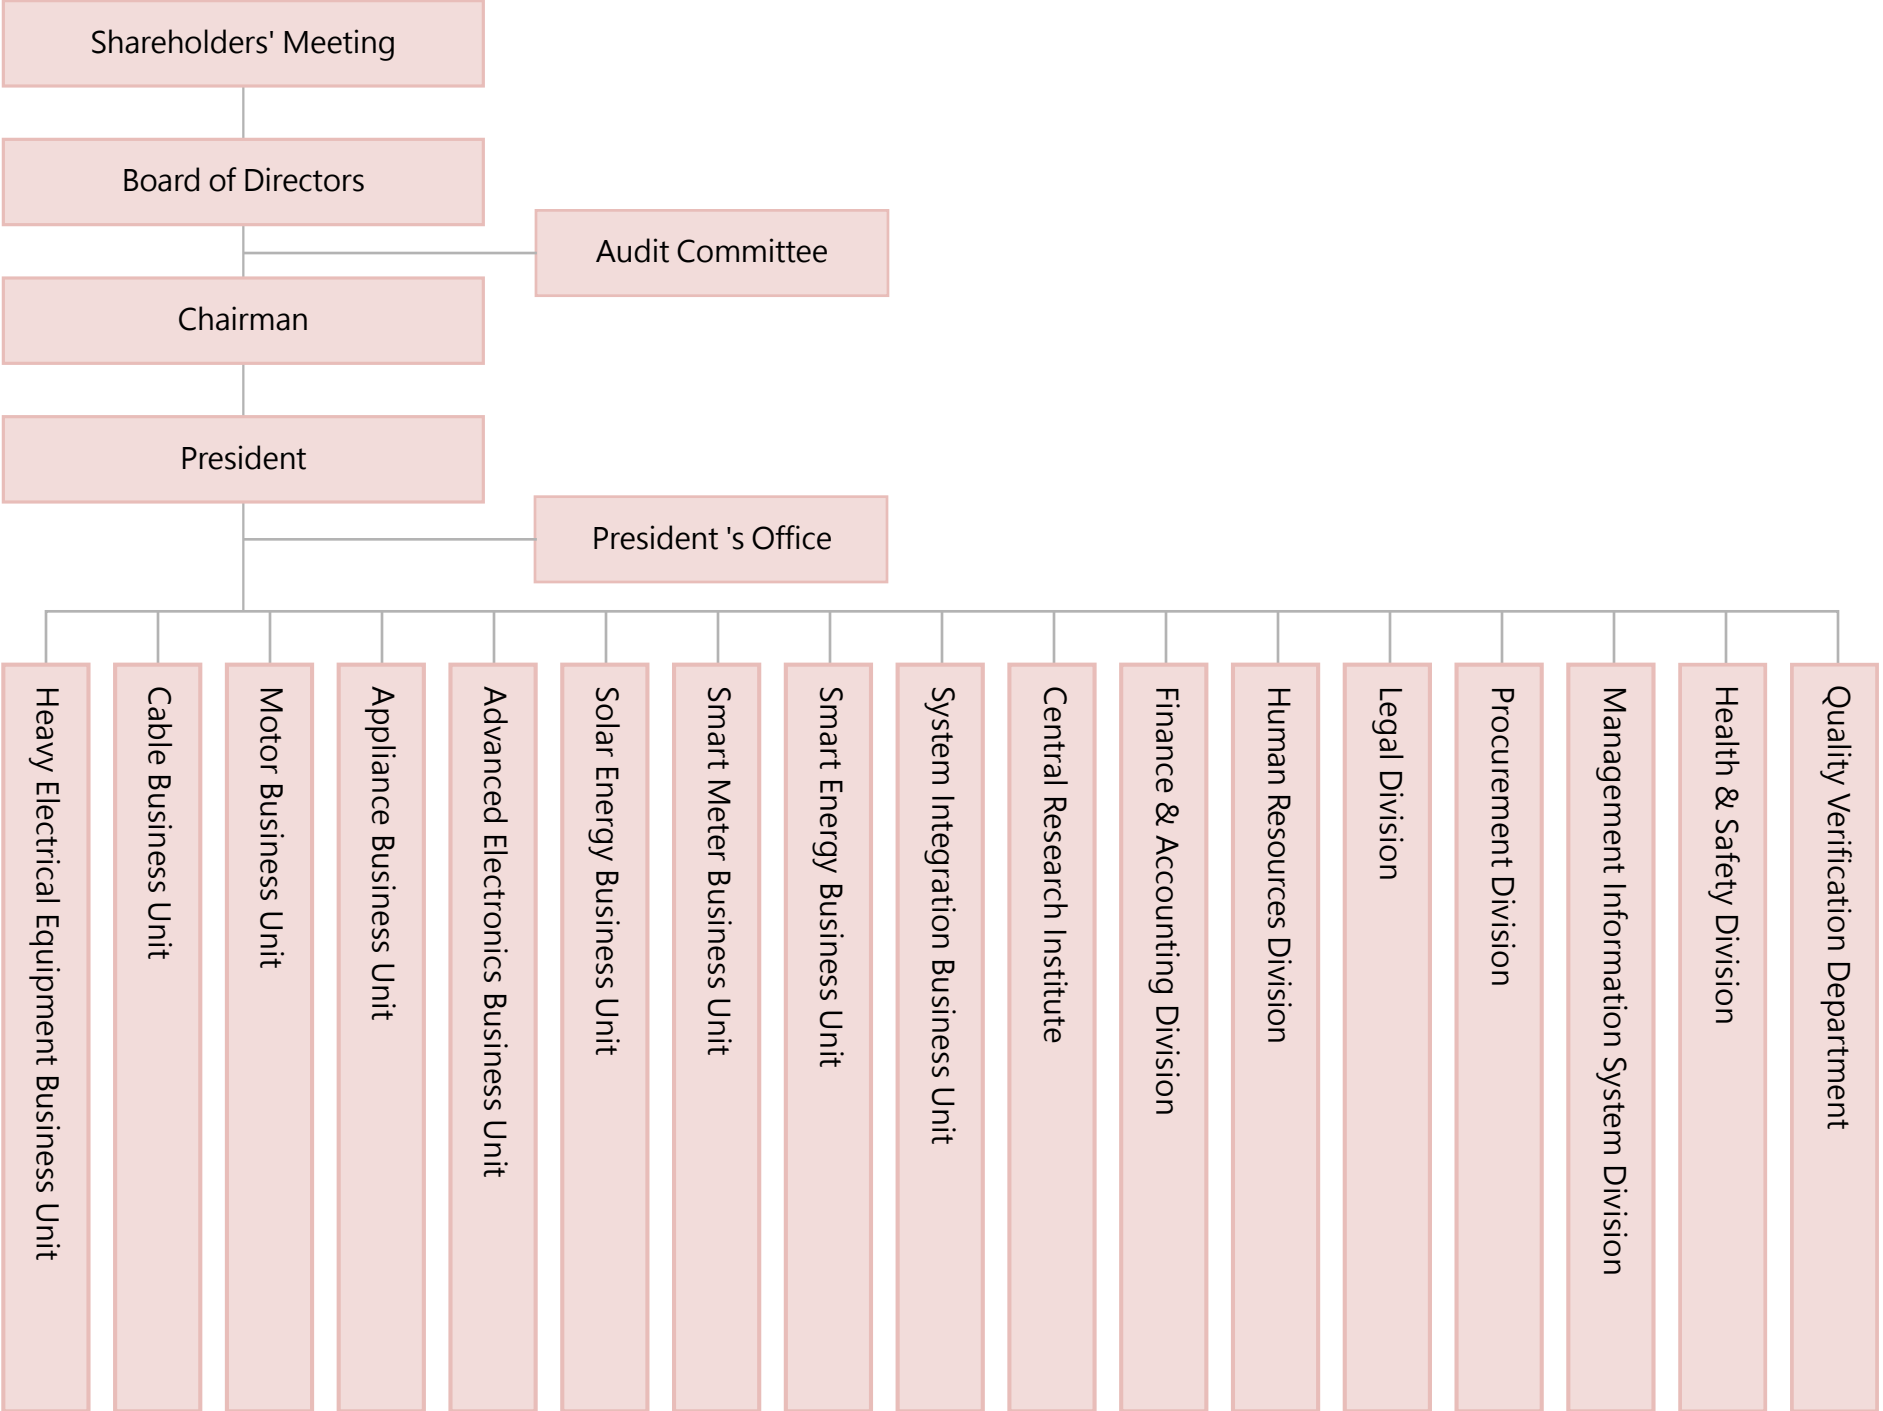 Shareholders' Meeting
Board of Directors
Audit Committee
Chairman
President
President 's Office
Heavy Electrical Equipment Business Unit
Cable Business Unit
Motor Business Unit
Appliance Business Unit
Advanced Electronics Business Unit
Solar Energy Business Unit
Smart Meter Business Unit
Smart Energy Business Unit
System Integration Business Unit
Central Research Institute
Finance & Accounting Division
Human Resources Division
Legal Division
Procurement Division
Management Information System Division
Health & Safety Division
Quality Verification Department